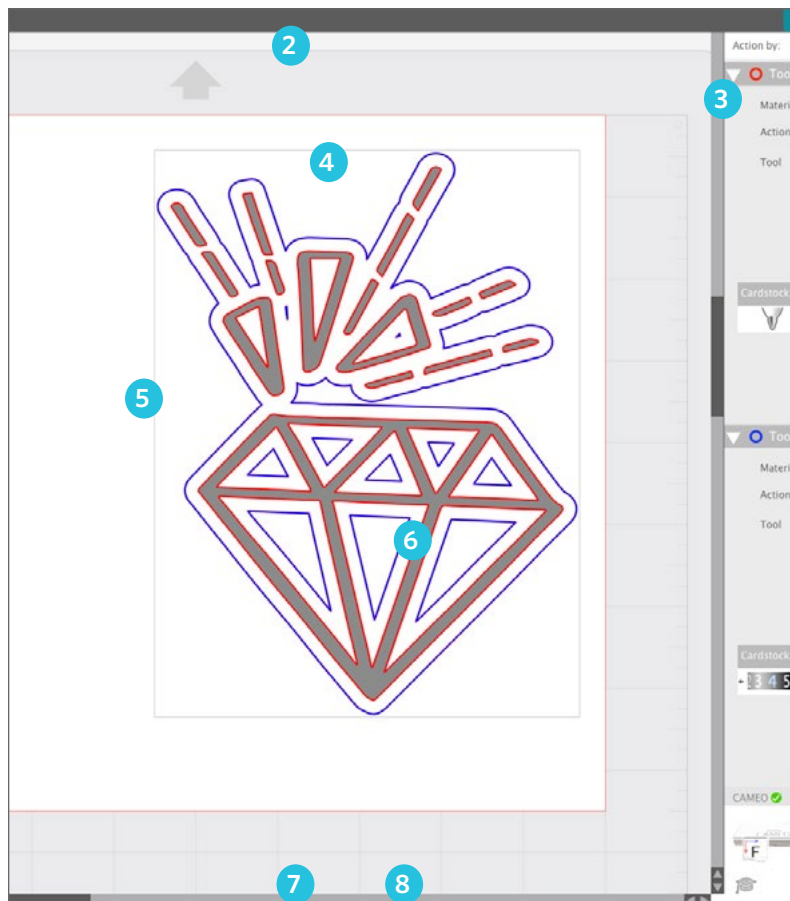 2
Action by:
Too
3
Materi
Action
4
Tool
Cardstock
5
Too
Materi
Action
6
Tool
Cardstock
3 4 5
CAMEO
F
7 8